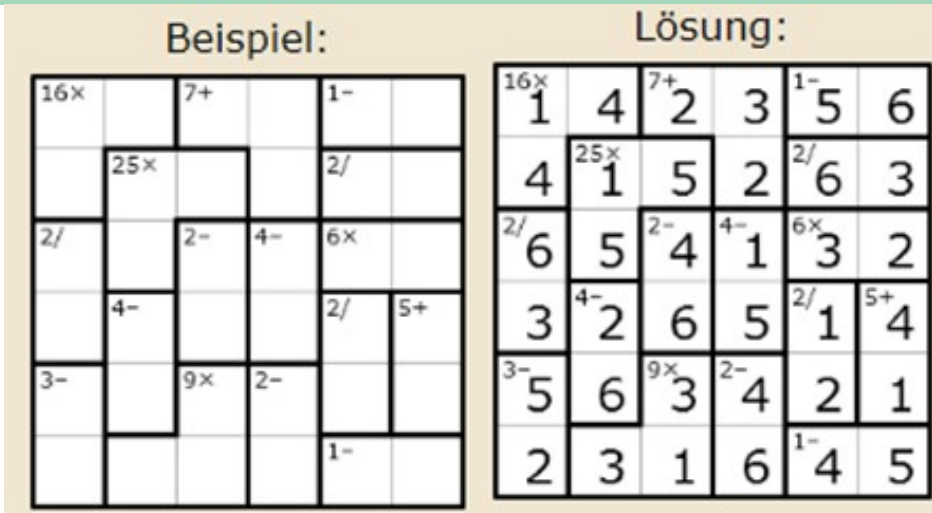 Beispiel:
16× 7+ 1-
25× 2/
2/ 2- 4- 6×
4- 2/ 5+
3- 9× 2-
1-
Lösung:
16× 1 4 7+ 2 3 1- 5 6
4 25× 1 5 2 2/ 6 3
2/ 6 5 2- 4 4- 1 6× 3 2
3 4- 2 6 5 2/ 1 5+ 4
3- 5 6 9× 3 2- 4 2 1
2 3 1 6 1- 4 5